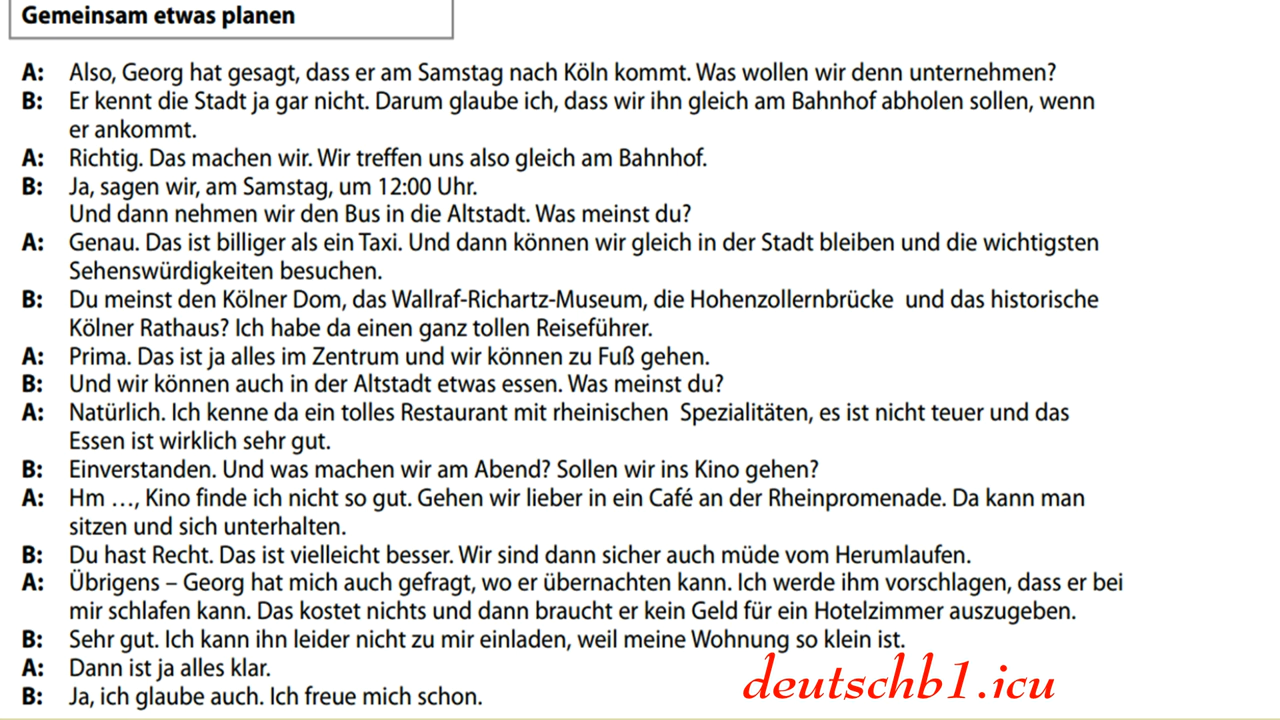 Gemeinsam etwas planen
A: Also, Georg hat gesagt, dass er am Samstag nach Köln kommt. Was wollen wir denn unternehmen?
B: Er kennt die Stadt ja gar nicht. Darum glaube ich, dass wir ihn gleich am Bahnhof abholen sollen, wenn
er ankommt.
A: Richtig. Das machen wir. Wir treffen uns also gleich am Bahnhof.
B: Ja, sagen wir, am Samstag, um 12:00 Uhr.
Und dann nehmen wir den Bus in die Altstadt. Was meinst du?
A: Genau. Das ist billiger als ein Taxi. Und dann können wir gleich in der Stadt bleiben und die wichtigsten
Sehenswürdigkeiten besuchen.
B: Du meinst den Kölner Dom, das Wallraf-Richartz-Museum, die Hohenzollernbrücke und das historische
Kölner Rathaus? Ich habe da einen ganz tollen Reiseführer.
A: Prima. Das ist ja alles im Zentrum und wir können zu Fuß gehen.
B: Und wir können auch in der Altstadt etwas essen. Was meinst du?
A: Natürlich. Ich kenne da ein tolles Restaurant mit rheinischen Spezialitäten, es ist nicht teuer und das
Essen ist wirklich sehr gut.
B: Einverstanden. Und was machen wir am Abend? Sollen wir ins Kino gehen?
A: Hm …, Kino finde ich nicht so gut. Gehen wir lieber in ein Café an der Rheinpromenade. Da kann man
sitzen und sich unterhalten.
B: Du hast Recht. Das ist vielleicht besser. Wir sind dann sicher auch müde vom Herumlaufen.
A: Übrigens – Georg hat mich auch gefragt, wo er übernachten kann. Ich werde ihm vorschlagen, dass er bei
mir schlafen kann. Das kostet nichts und dann braucht er kein Geld für ein Hotelzimmer auszugeben.
B: Sehr gut. Ich kann ihn leider nicht zu mir einladen, weil meine Wohnung so klein ist.
A: Dann ist ja alles klar.
B: Ja, ich glaube auch. Ich freue mich schon.
deutschb1.icu